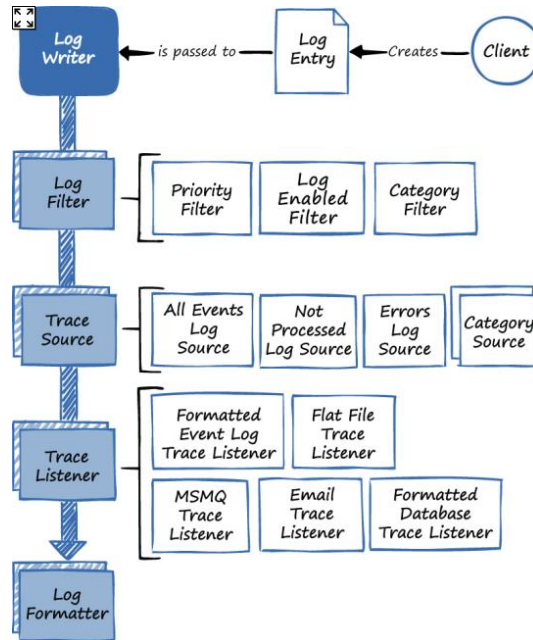 Log
Writer
is passed to
Log
Entry
Creates
Client
Log
Filter
Priority
Filter
Log
Enabled
Filter
Category
Filter
Trace
Source
All Events
Log
Source
Not
Processed
Log Source
Errors
Log
Source
Category
Source
Trace
Listener
Formatted
Event Log
Trace Listener
Flat File
Trace
Listener
MSMQ
Trace
Listener
Email
Trace
Listener
Formatted
Database
Trace Listener
Log
Formatter